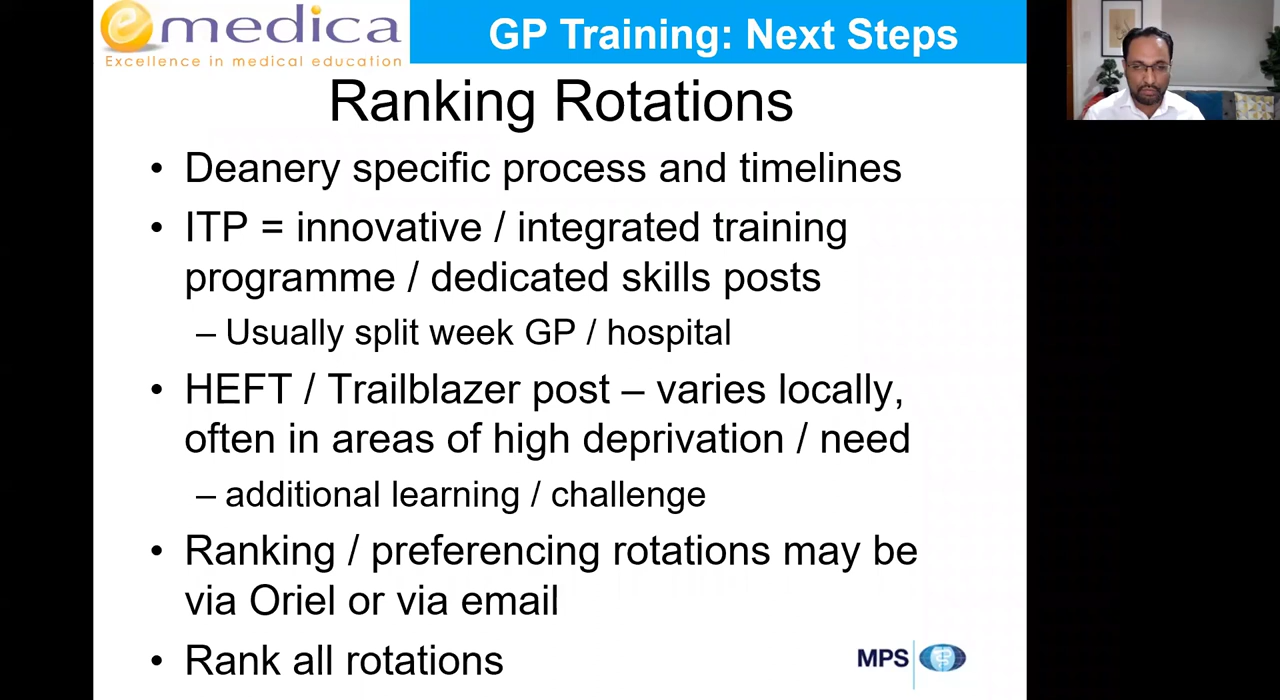 emedica
Excellence in medical education
GP Training: Next Steps
Ranking Rotations
• Deanery specific process and timelines
• ITP = innovative / integrated training
programme / dedicated skills posts
– Usually split week GP / hospital
• HEFT / Trailblazer post – varies locally,
often in areas of high deprivation / need
– additional learning / challenge
• Ranking / preferencing rotations may be
via Oriel or via email
• Rank all rotations
MPS